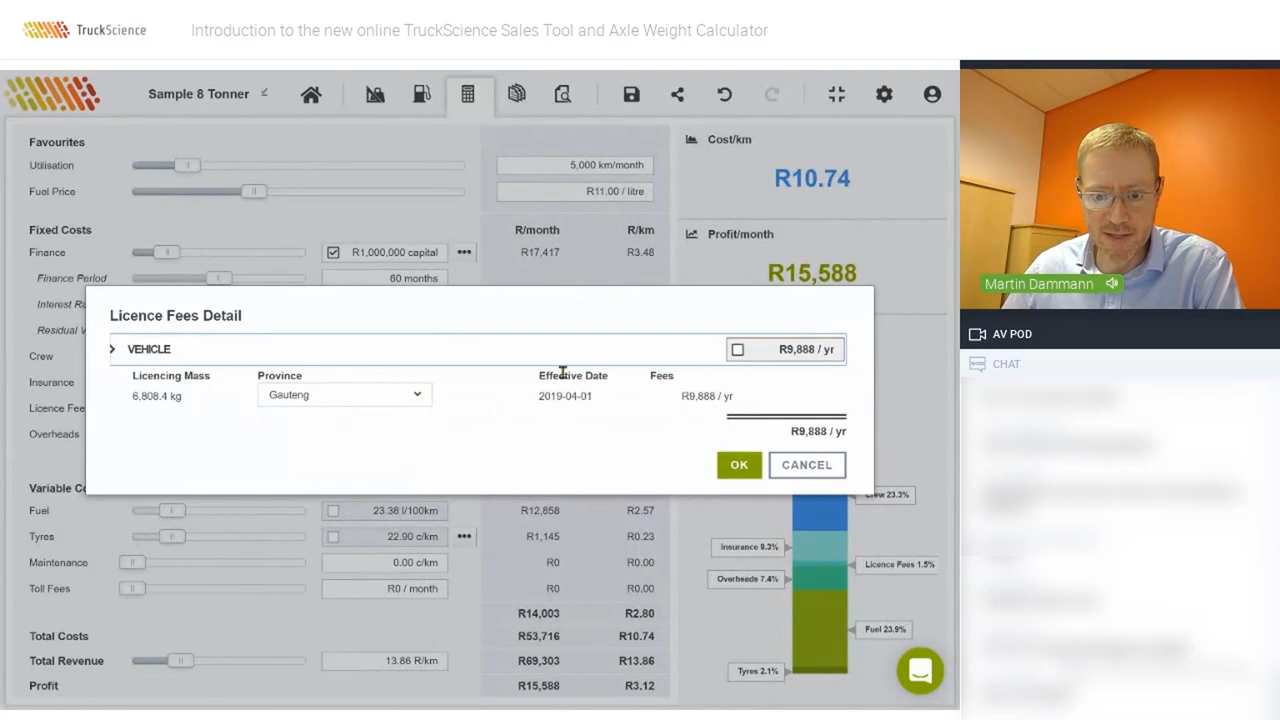 TruckScience
Introduction to the new online TruckScience Sales Tool and Axle Weight Calculator
Sample 8 Tonner
Favourites
Utilisation
5,000 km/month
Fuel Price
R11.00 / litre
Fixed Costs
R/month
R/km
Finance
R1,000,000 capital
•••
R17,417
R3.48
Finance Period
60 months
Residual
Crew
Insurance
Overheads
Cost/km
R10.74
Profit/month
R15,588
Licence Fees Detail
VEHICLE
R9,888 / yr
Licencing Mass
Province
Effective Date
Fees
6,808.4 kg
Gauteng
2019-04-01
R9,888 / yr
R9,888 / yr
OK
CANCEL
Fuel
23.38 l/100km
R12,858
R2.57
Tyres
22.90 c/km
•••
R1,145
R0.23
Maintenance
0.00 c/km
R0
R0.00
Toll Fees
R0 / month
R0
R0.00
R14,003
R2.80
Total Costs
R53,716
R10.74
Total Revenue
13.86 R/km
R69,303
R13.86
Profit
R15,588
R3.12
Crew 23.3%
Insurance 9.3%
Licence Fees 1.5%
Overheads 7.4%
Fuel 23.9%
Tyres 2.1%
Martin Dammann
AV POD
CHAT